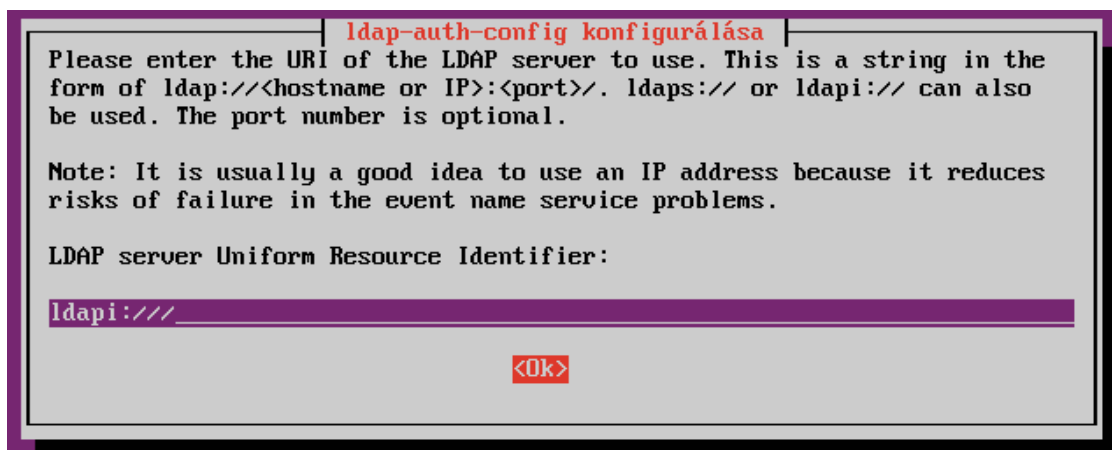 ldap-auth-config konfigurálása
Please enter the URI of the LDAP server to use. This is a string in the
form of ldap://<hostname or IP>:<port>/. ldaps:// or ldapi:// can also
be used. The port number is optional.
Note: It is usually a good idea to use an IP address because it reduces
risks of failure in the event name service problems.
LDAP server Uniform Resource Identifier:
ldapi:///
<Ok>